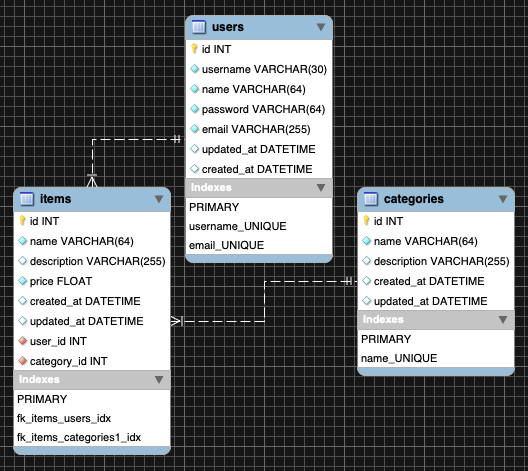 users
id INT
username VARCHAR(30)
name VARCHAR(64)
password VARCHAR(64)
email VARCHAR(255)
updated_at DATETIME
created_at DATETIME
Indexes
PRIMARY
username_UNIQUE
email_UNIQUE
items
id INT
name VARCHAR(64)
description VARCHAR(255)
price FLOAT
created_at DATETIME
updated_at DATETIME
user_id INT
category_id INT
Indexes
PRIMARY
fk_items_users_idx
fk_items_categories1_idx
categories
id INT
name VARCHAR(64)
description VARCHAR(255)
created_at DATETIME
updated_at DATETIME
Indexes
PRIMARY
name_UNIQUE